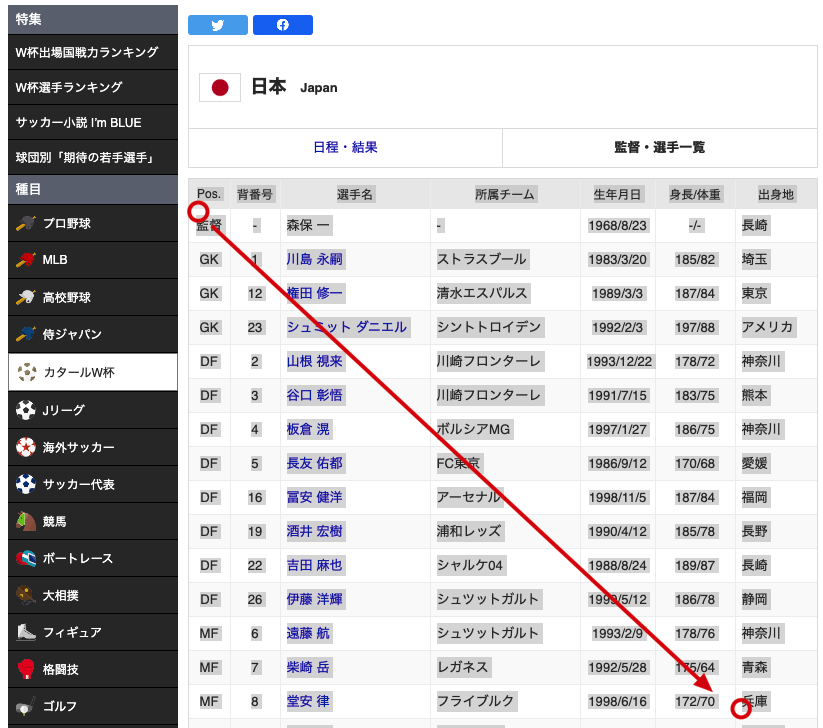 特集
W杯出場国戦力ランキング
W杯選手ランキング
サッカー小説 I'm BLUE
球団別「期待の若手選手」
種目
プロ野球
MLB
高校野球
侍ジャパン
カタールW杯
Jリーグ
海外サッカー
サッカー代表
競馬
ボートレース
大相撲
フィギュア
格闘技
ゴルフ
日本 Japan
日程・結果 監督・選手一覧
Pos. 背番号 選手名 所属チーム 生年月日 身長/体重 出身地
監督 - 森保 一 - 1968/8/23 -/- 長崎
GK 1 川島 永嗣 ストラスブール 1983/3/20 185/82 埼玉
GK 12 権田 修一 清水エスパルス 1989/3/3 187/84 東京
GK 23 シュミット ダニエル シントトロイデン 1992/2/3 197/88 アメリカ
DF 2 山根 視来 川崎フロンターレ 1993/12/22 178/72 神奈川
DF 3 谷口 彰悟 川崎フロンターレ 1991/7/15 183/75 熊本
DF 4 板倉 滉 ボルシアMG 1997/1/27 186/75 神奈川
DF 5 長友 佑都 FC東京 1986/9/12 170/68 愛媛
DF 16 冨安 健洋 アーセナル 1998/11/5 187/84 福岡
DF 19 酒井 宏樹 浦和レッズ 1990/4/12 185/78 長野
DF 22 吉田 麻也 シャルケ04 1988/8/24 189/87 長崎
DF 26 伊藤 洋輝 シュツットガルト 1999/5/12 186/78 静岡
MF 6 遠藤 航 シュツットガルト 1993/2/9 178/76 神奈川
MF 7 柴崎 岳 レガネス 1992/5/28 175/64 青森
MF 8 堂安 律 フライブルク 1998/6/16 172/70 兵庫